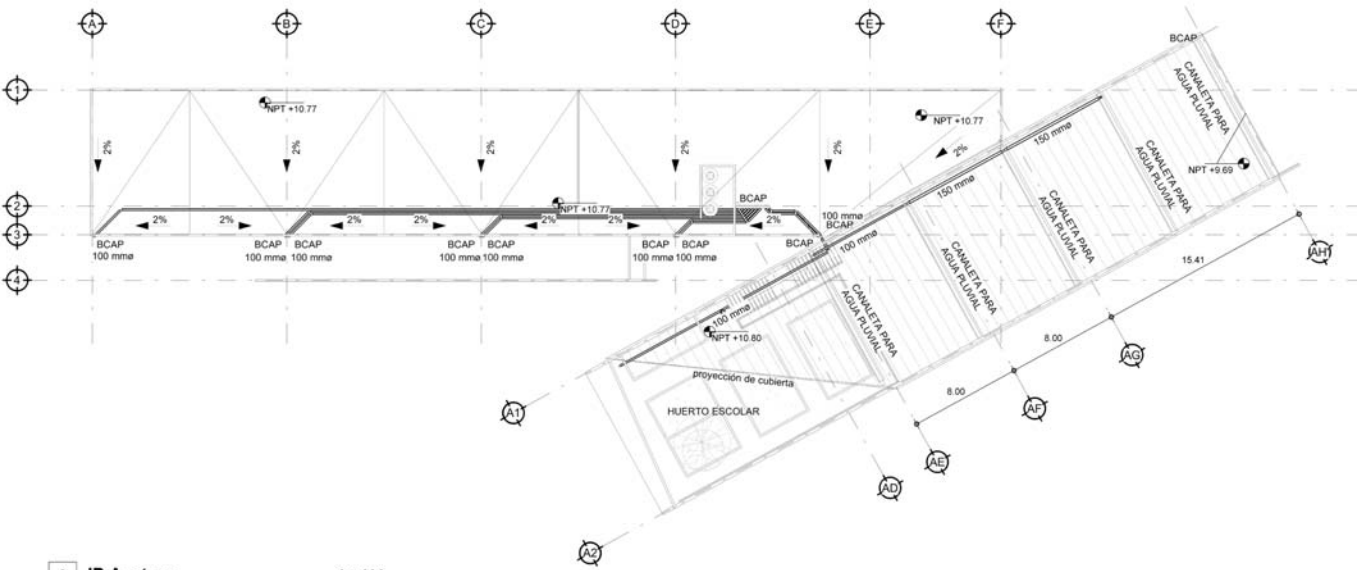 A
B
C
D
E
F
1
2
3
4
BCAP
CANALETA PARA
AGUA PLUVIAL
CANALETA PARA
AGUA PLUVIAL
CANALETA PARA
AGUA PLUVIAL
CANALETA PARA
AGUA PLUVIAL
CANALETA PARA
AGUA PLUVIAL
NPT +10.77
NPT +10.77
NPT +10.77
NPT +9.69
NPT +10.80
2%
2%
2%
2%
2%
2%
2%
2%
2%
2%
2%
2%
2%
2%
150 mmø
150 mmø
BCAP
100 mmø
BCAP
100 mmø
BCAP
BCAP
100 mmø
BCAP
100 mmø
BCAP
100 mmø
BCAP
100 mmø
BCAP
100 mmø
BCAP
100 mmø
BCAP
100 mmø
100 mmø
proyección de cubierta
HUERTO ESCOLAR
15.41
8.00
8.00
A1
A2
AD
AE
AF
AG
AH1